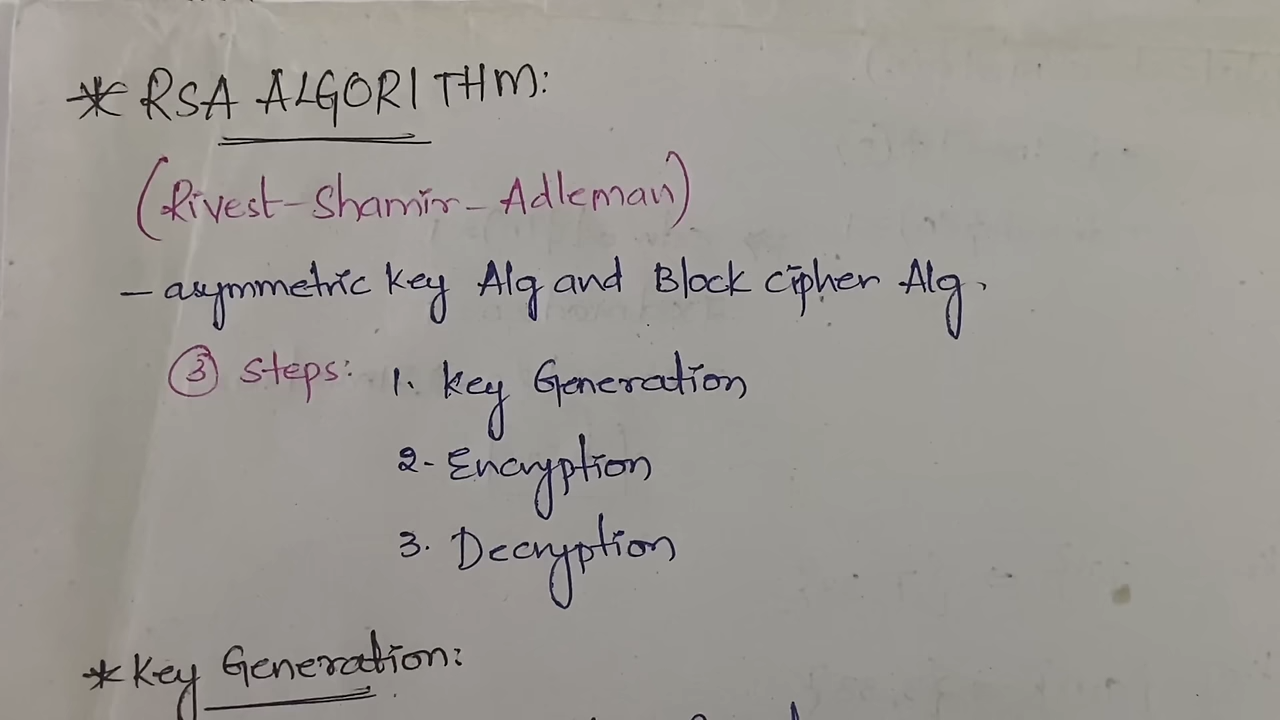 * RSA ALGORITHM:
(Rivest-Shamir-Adleman)
- asymmetric key Alg and Block cipher Alg.
③ Steps: 1. Key Generation
2- Encryption
3. Decryption
* Key Generation: